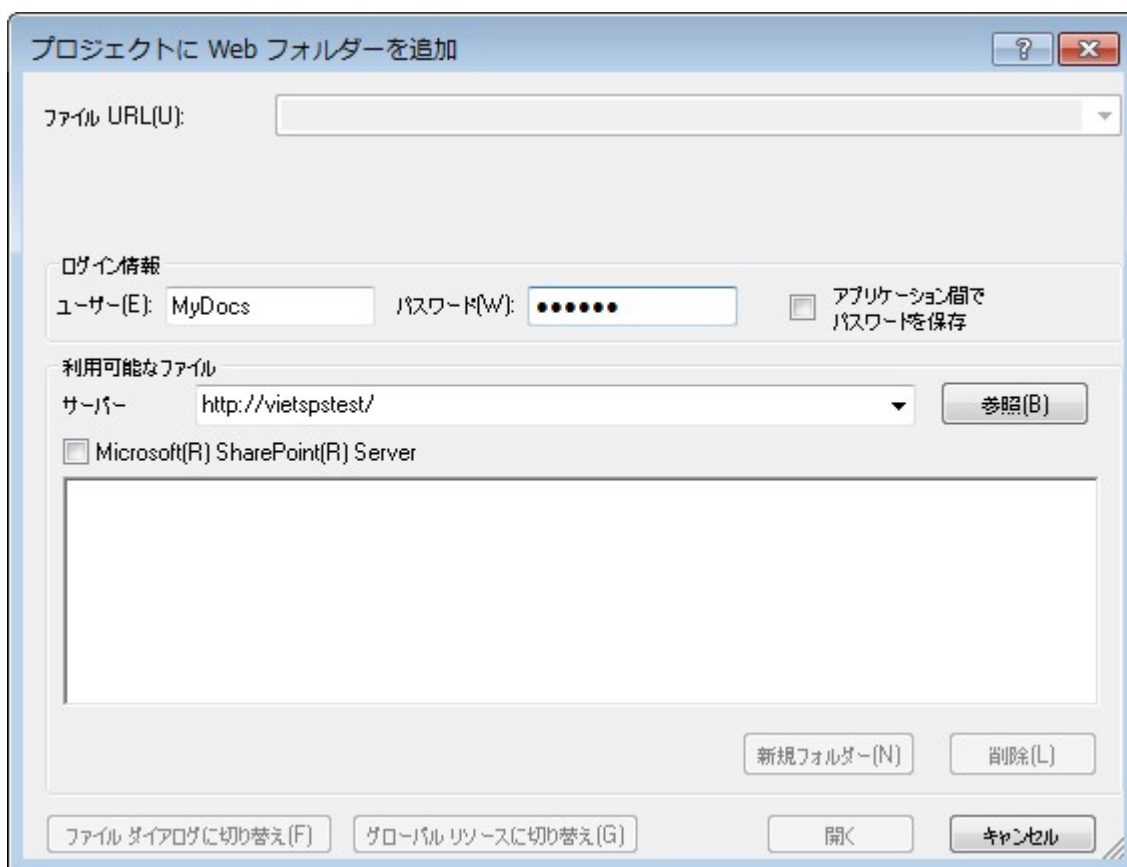 プロジェクトに Web フォルダーを追加
ファイル URL(U):
ログイン情報
ユーザー(E): MyDocs パスワード(W): ●●●●●● アプリケーション間で
パスワードを保存
利用可能なファイル
サーバー http://vietspstest/ 参照(B)
Microsoft(R) SharePoint(R) Server
新規フォルダー(N) 削除(L)
ファイル ダイアログに切り替え(F) グローバル リソースに切り替え(G) 開く キャンセル